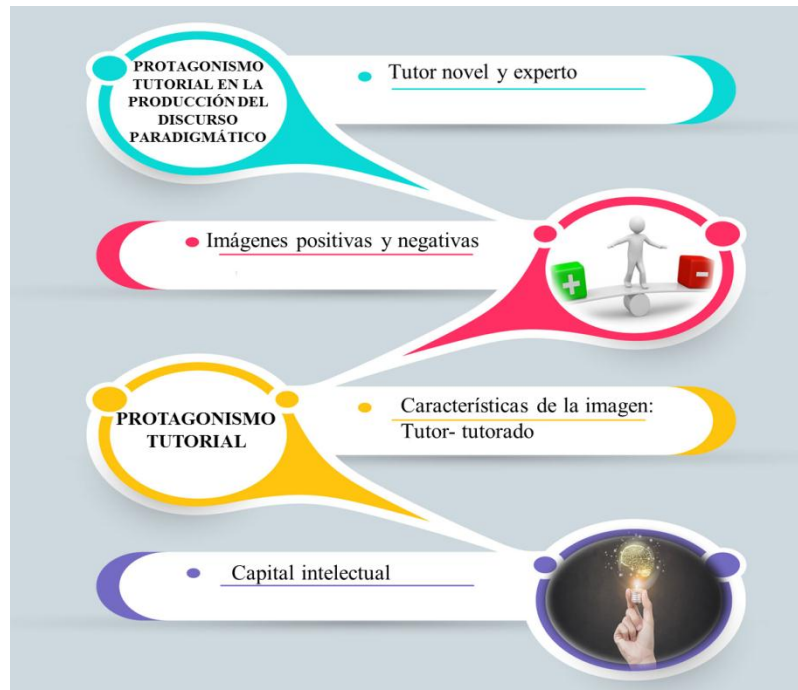 PROTAGONISMO
TUTORIAL EN LA
PRODUCCIÓN DEL
DISCURSO
PARADIGMÁTICO
Tutor novel y experto
Imágenes positivas y negativas
PROTAGONISMO
TUTORIAL
Características de la imagen:
Tutor- tutorado
Capital intelectual